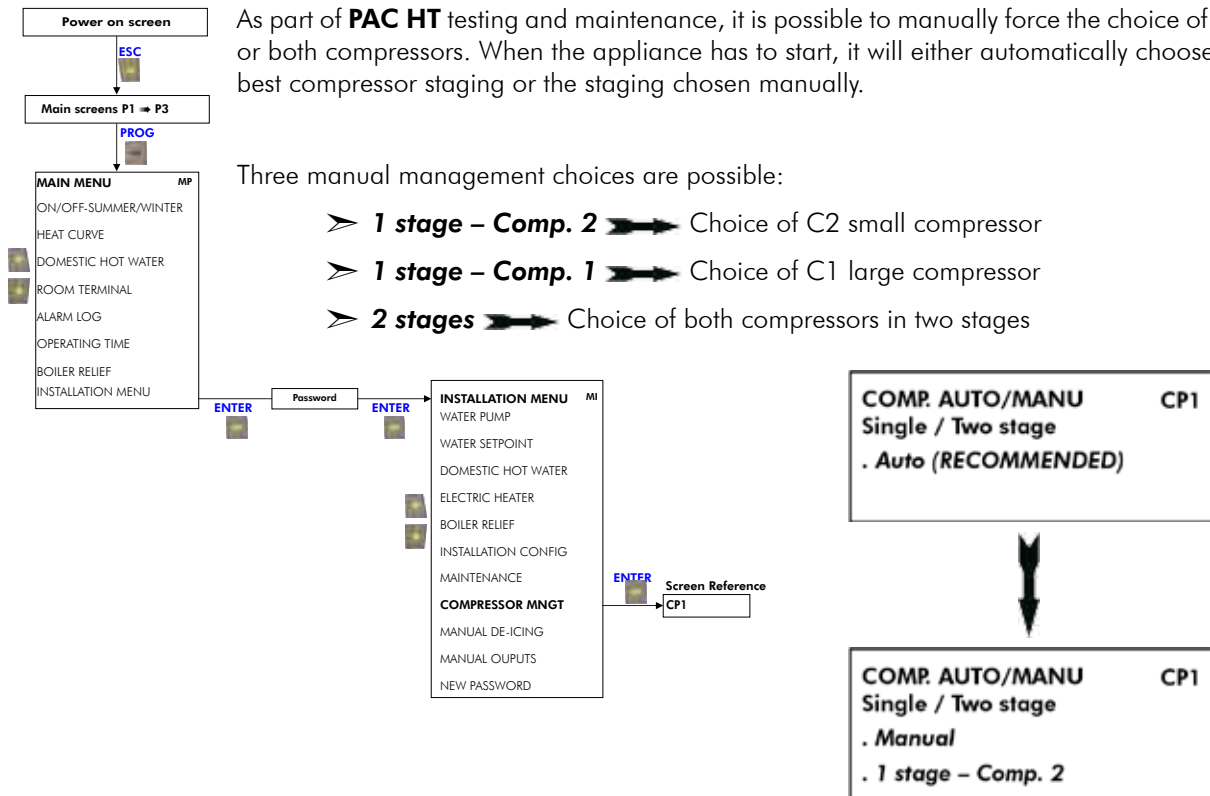 Power on screen
ESC
Main screens P1 ➠ P3
PROG
MAIN MENU MP
ON/OFF-SUMMER/WINTER
HEAT CURVE
DOMESTIC HOT WATER
ROOM TERMINAL
ALARM LOG
OPERATING TIME
BOILER RELIEF
INSTALLATION MENU
As part of PAC HT testing and maintenance, it is possible to manually force the choice of
or both compressors. When the appliance has to start, it will either automatically choose
best compressor staging or the staging chosen manually.
Three manual management choices are possible:
➢ 1 stage – Comp. 2 Choice of C2 small compressor
➢ 1 stage – Comp. 1 Choice of C1 large compressor
➢ 2 stages Choice of both compressors in two stages
ENTER
Password
ENTER
INSTALLATION MENU MI
WATER PUMP
WATER SETPOINT
DOMESTIC HOT WATER
ELECTRIC HEATER
BOILER RELIEF
INSTALLATION CONFIG
MAINTENANCE
COMPRESSOR MNGT
MANUAL DE-ICING
MANUAL OUPUTS
NEW PASSWORD
ENTER
Screen Reference
CP1
COMP. AUTO/MANU CP1
Single / Two stage
. Auto (RECOMMENDED)
COMP. AUTO/MANU CP1
Single / Two stage
. Manual
. 1 stage – Comp. 2